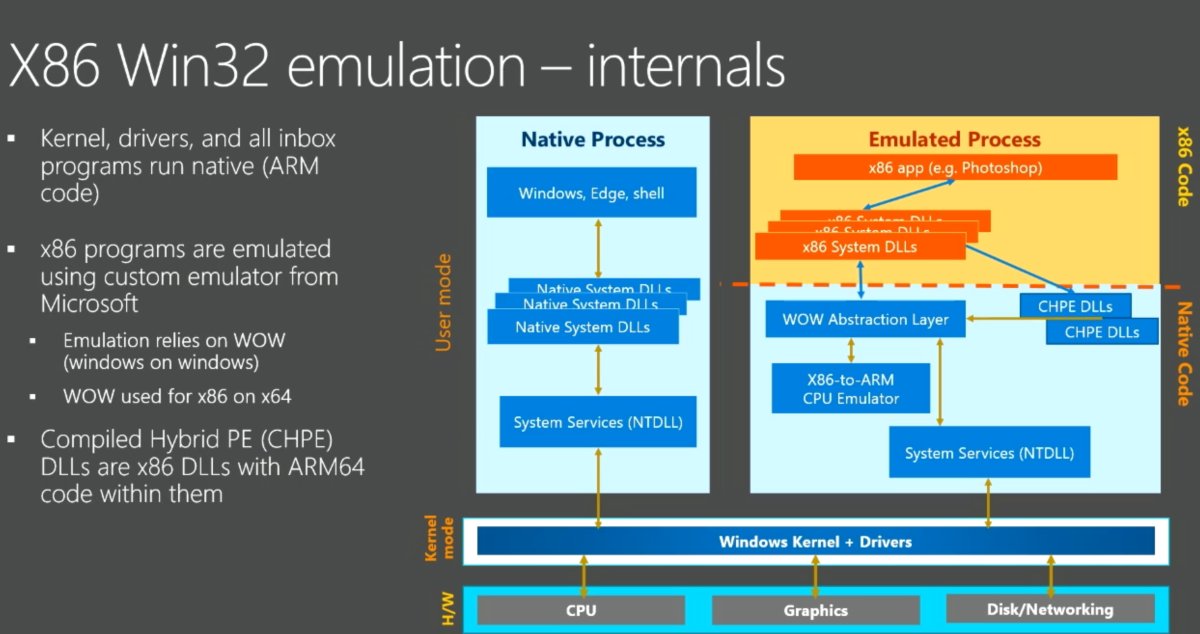 X86 Win32 emulation – internals
▪ Kernel, drivers, and all inbox
programs run native (ARM
code)
▪ x86 programs are emulated
using custom emulator from
Microsoft
▪ Emulation relies on WOW
(windows on windows)
▪ WOW used for x86 on x64
▪ Compiled Hybrid PE (CHPE)
DLLs are x86 DLLs with ARM64
code within them
User mode
Native Process
Windows, Edge, shell
Native System DLLs
Native System DLLs
Native System DLLs
System Services (NTDLL)
Emulated Process
x86 app (e.g. Photoshop)
x86 System DLLs
x86 System DLLs
x86 System DLLs
CHPE DLLs
CHPE DLLs
WOW Abstraction Layer
X86-to-ARM
CPU Emulator
System Services (NTDLL)
x86 Code
Native Code
Kernel
mode
Windows Kernel + Drivers
H/W
CPU
Graphics
Disk/Networking